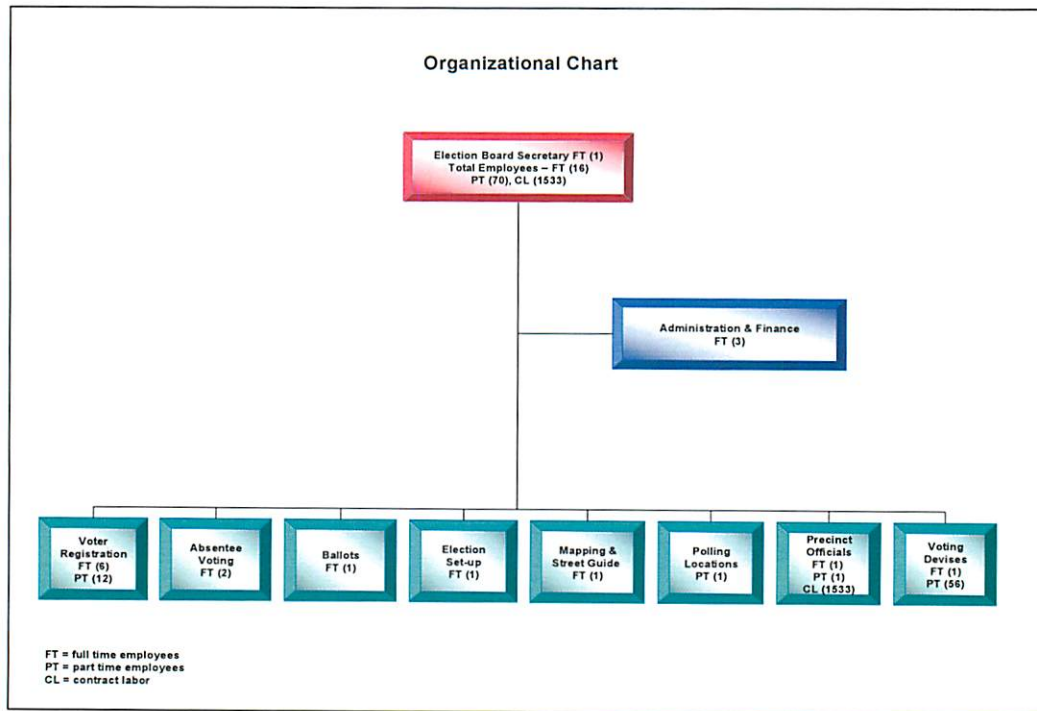 Organizational Chart
Election Board Secretary FT (1)
Total Employees – FT (16)
PT (70), CL (1533)
Administration & Finance
FT (3)
Voter
Registration
FT (6)
PT (12)
Absentee
Voting
FT (2)
Ballots
FT (1)
Election
Set-up
FT (1)
Mapping &
Street Guide
FT (1)
Polling
Locations
PT (1)
Precinct
Officials
FT (1)
PT (1)
CL (1533)
Voting
Devises
FT (1)
PT (56)
FT = full time employees
PT = part time employees
CL = contract labor